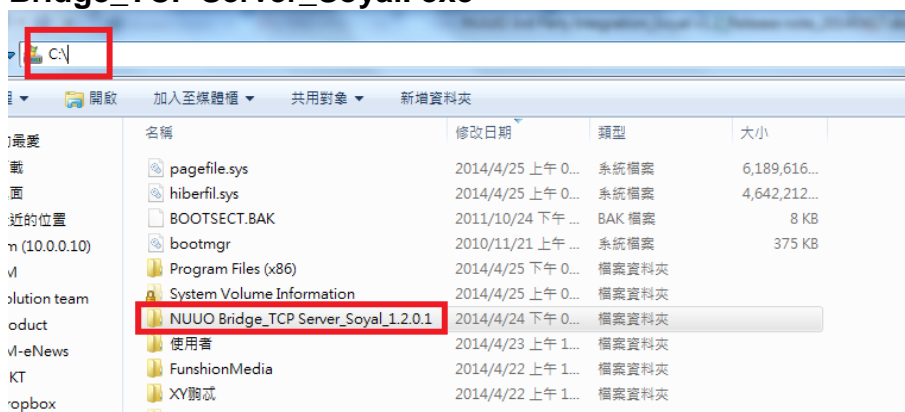 Bridge_TCP Server_Soyal.exe
C:\
開啟 加入至媒體櫃 共用對象 新增資料夾
名稱 修改日期 類型 大小
最愛
pagefile.sys 2014/4/25 上午 0... 系統檔案 6,189,616...
載
hiberfil.sys 2014/4/25 上午 0... 系統檔案 4,642,212...
面
BOOTSECT.BAK 2011/10/24 下午 ... BAK 檔案 8 KB
近的位置
bootmgr 2010/11/21 上午 ... 系統檔案 375 KB
m (10.0.0.10)
Program Files (x86) 2014/4/25 下午 0... 檔案資料夾
M
System Volume Information 2014/4/25 上午 0... 檔案資料夾
olution team
NUUO Bridge_TCP Server_Soyal_1.2.0.1 2014/4/24 下午 0... 檔案資料夾
oduct
使用者 2014/4/23 上午 1... 檔案資料夾
M-eNews
FunshionMedia 2014/4/22 上午 1... 檔案資料夾
KT
2014/4/22 上午 1... 檔案資料夾
ropbox